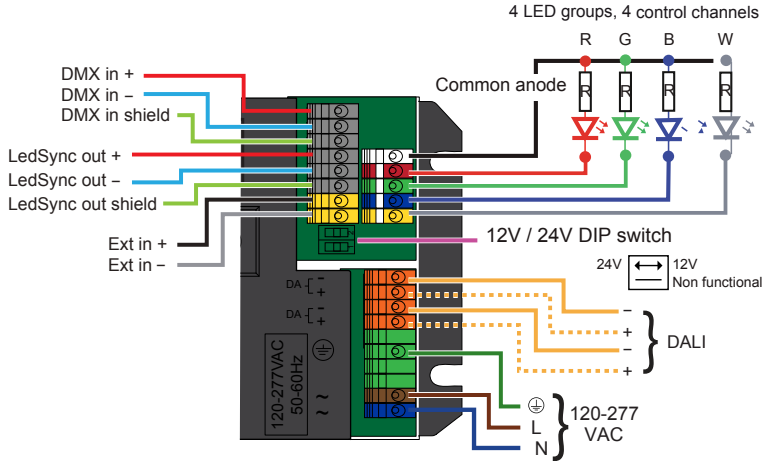 4 LED groups, 4 control channels
R G B W
DMX in +
DMX in –
DMX in shield
Common anode
R R R R
LedSync out +
LedSync out –
LedSync out shield
Ext in +
Ext in –
2
1
12V / 24V DIP switch
24V 12V
Non functional
DA – +
DA – +
–
+
–
+
DALI
120-277VAC
50-60Hz
~
~
L
N
120-277
VAC